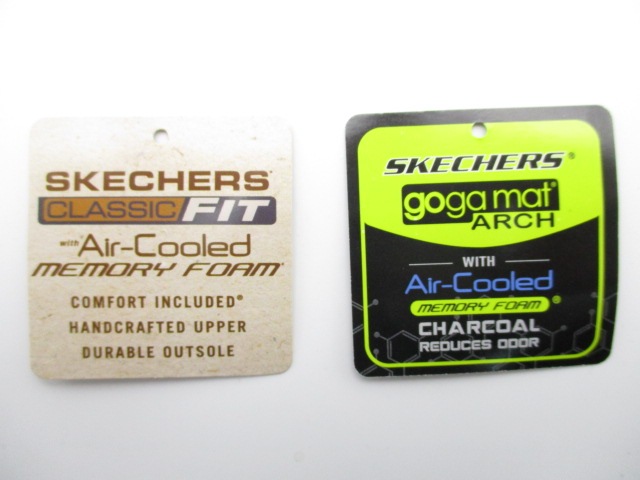 SKECHERS®
CLASSIC FIT
with Air-Cooled
MEMORY FOAM®
COMFORT INCLUDED®
HANDCRAFTED UPPER
DURABLE OUTSOLE
SKECHERS®
goga mat®
ARCH
WITH
Air-Cooled
MEMORY FOAM®
CHARCOAL
REDUCES ODOR